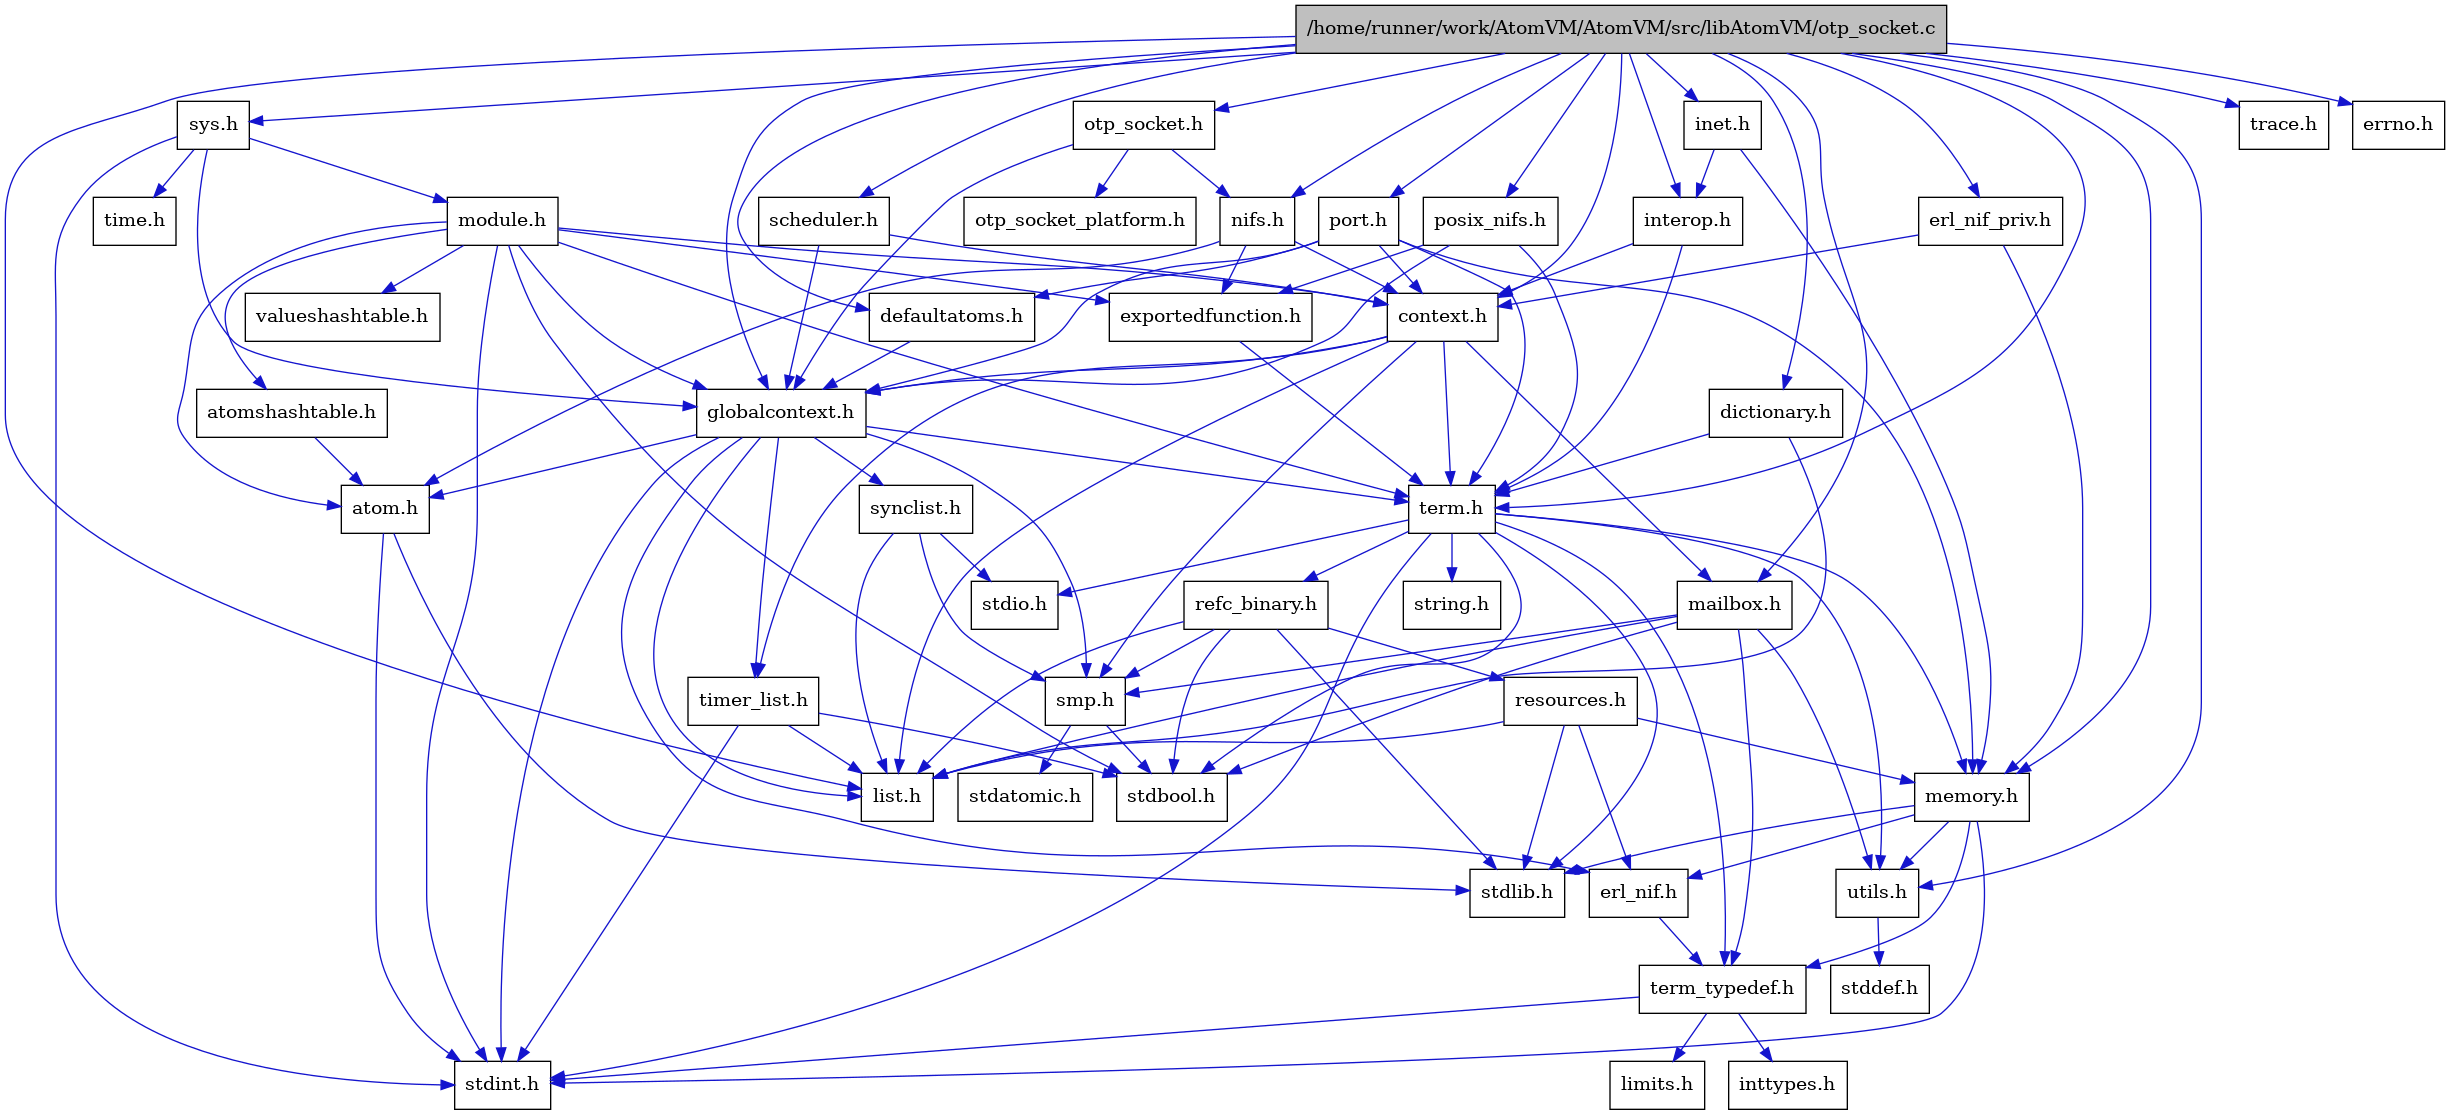 /home/runner/work/AtomVM/AtomVM/src/libAtomVM/otp_socket.c
sys.h
otp_socket.h
inet.h
trace.h
errno.h
time.h
module.h
scheduler.h
otp_socket_platform.h
nifs.h
port.h
posix_nifs.h
interop.h
erl_nif_priv.h
valueshashtable.h
defaultatoms.h
exportedfunction.h
context.h
atomshashtable.h
globalcontext.h
dictionary.h
atom.h
synclist.h
term.h
stdio.h
refc_binary.h
string.h
mailbox.h
timer_list.h
smp.h
resources.h
list.h
stdatomic.h
stdbool.h
memory.h
stdlib.h
erl_nif.h
utils.h
term_typedef.h
stddef.h
stdint.h
limits.h
inttypes.h